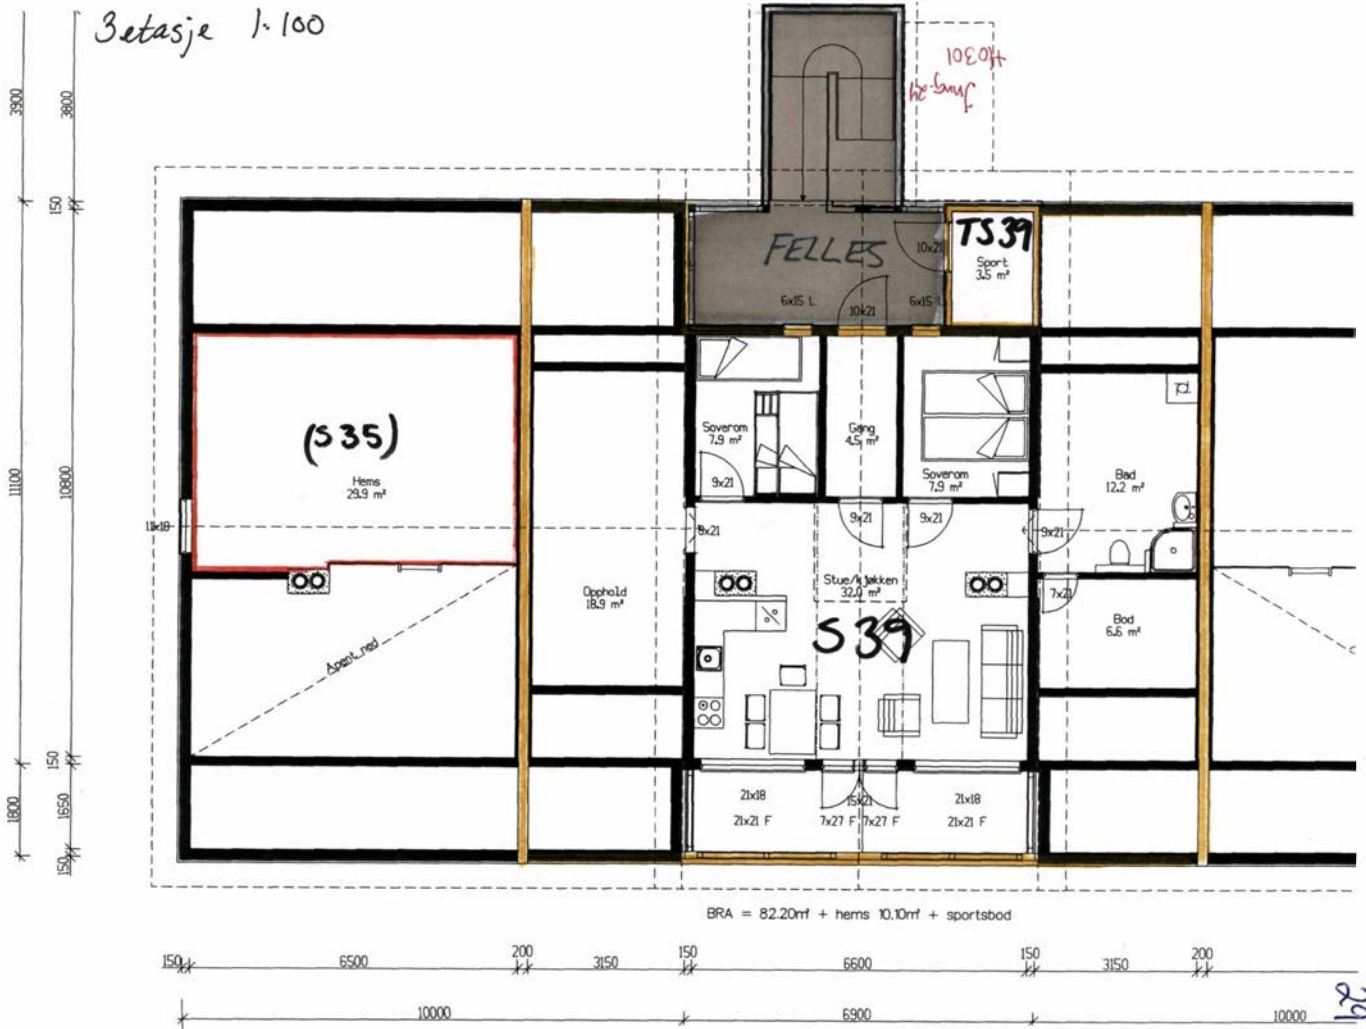 3etasje 1:100
H0301
FELLES
TS39
Sport
3.5 m²
10x21
6x15 L
10x21
6x15 L
(S 35)
Hems
29.9 m²
Soverom
7.9 m²
9x21
Gang
4.5 m²
Soverom
7.9 m²
Bad
12.2 m²
9x21
9x21
9x21
9x21
Opphold
18.9 m²
Stue/kjøkken
32.0 m²
S 39
7x21
Bod
6.6 m²
Åpent ned
21x18
21x21 F
15x21
7x27 F
7x27 F
21x18
21x21 F
BRA = 82.20m² + hems 10.10m² + sportsbod
3900
3800
150
11100
10800
150
1800
1650
150
150
6500
200
3150
150
6600
150
3150
200
10000
6900
10000